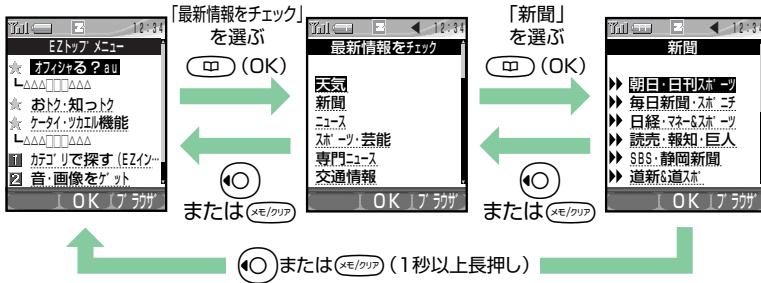 12:34
EZトップメニュー
オフィシャる?au
┗△△△□□□△△△
おトク・知っトク
ケータイ・ツカエル機能
┗△△△□□□△△△
1 カテゴリで探す(EZイン…
2 音・画像をゲット
OK ブラウザ
「最新情報をチェック」
を選ぶ
(OK)
または メモ/クリア
12:34
最新情報をチェック
天気
新聞
ニュース
スポーツ・芸能
専門ニュース
交通情報
OK ブラウザ
「新聞」
を選ぶ
(OK)
または メモ/クリア
12:34
新聞
朝日・日刊スポーツ
毎日新聞・スポニチ
日経・マネー&スポーツ
読売・報知・巨人
SBS・静岡新聞
道新&道スポ
OK ブラウザ
または メモ/クリア (1秒以上長押し)